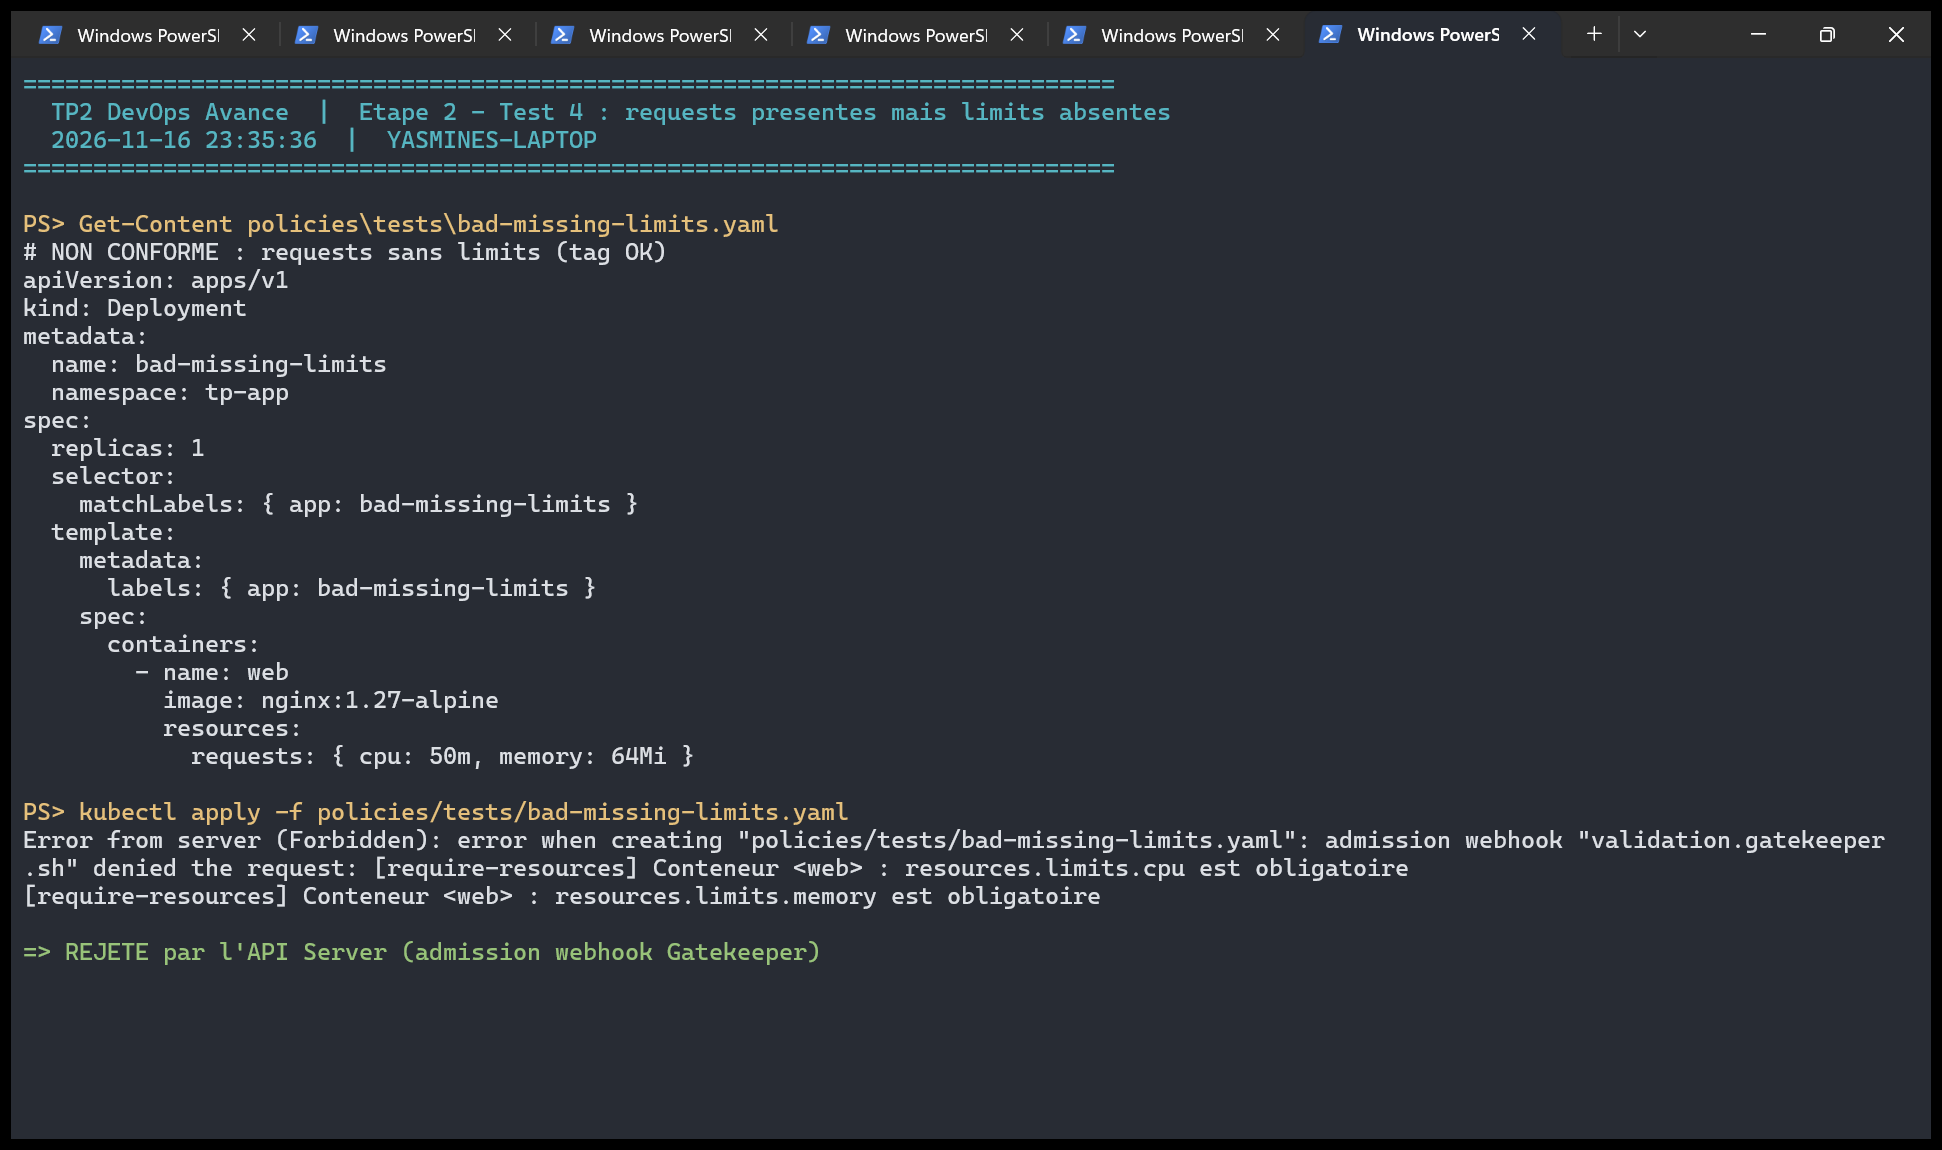 Windows PowerS
Windows PowerS
Windows PowerS
Windows PowerS
Windows PowerS
Windows PowerS
==============================================================================
TP2 DevOps Avance | Etape 2 - Test 4 : requests presentes mais limits absentes
2026-11-16 23:35:36 | YASMINES-LAPTOP
==============================================================================
PS> Get-Content policies\tests\bad-missing-limits.yaml
# NON CONFORME : requests sans limits (tag OK)
apiVersion: apps/v1
kind: Deployment
metadata:
  name: bad-missing-limits
  namespace: tp-app
spec:
  replicas: 1
  selector:
    matchLabels: { app: bad-missing-limits }
  template:
    metadata:
      labels: { app: bad-missing-limits }
    spec:
      containers:
        - name: web
          image: nginx:1.27-alpine
          resources:
            requests: { cpu: 50m, memory: 64Mi }
PS> kubectl apply -f policies/tests/bad-missing-limits.yaml
Error from server (Forbidden): error when creating "policies/tests/bad-missing-limits.yaml": admission webhook "validation.gatekeeper
.sh" denied the request: [require-resources] Conteneur <web> : resources.limits.cpu est obligatoire
[require-resources] Conteneur <web> : resources.limits.memory est obligatoire
=> REJETE par l'API Server (admission webhook Gatekeeper)